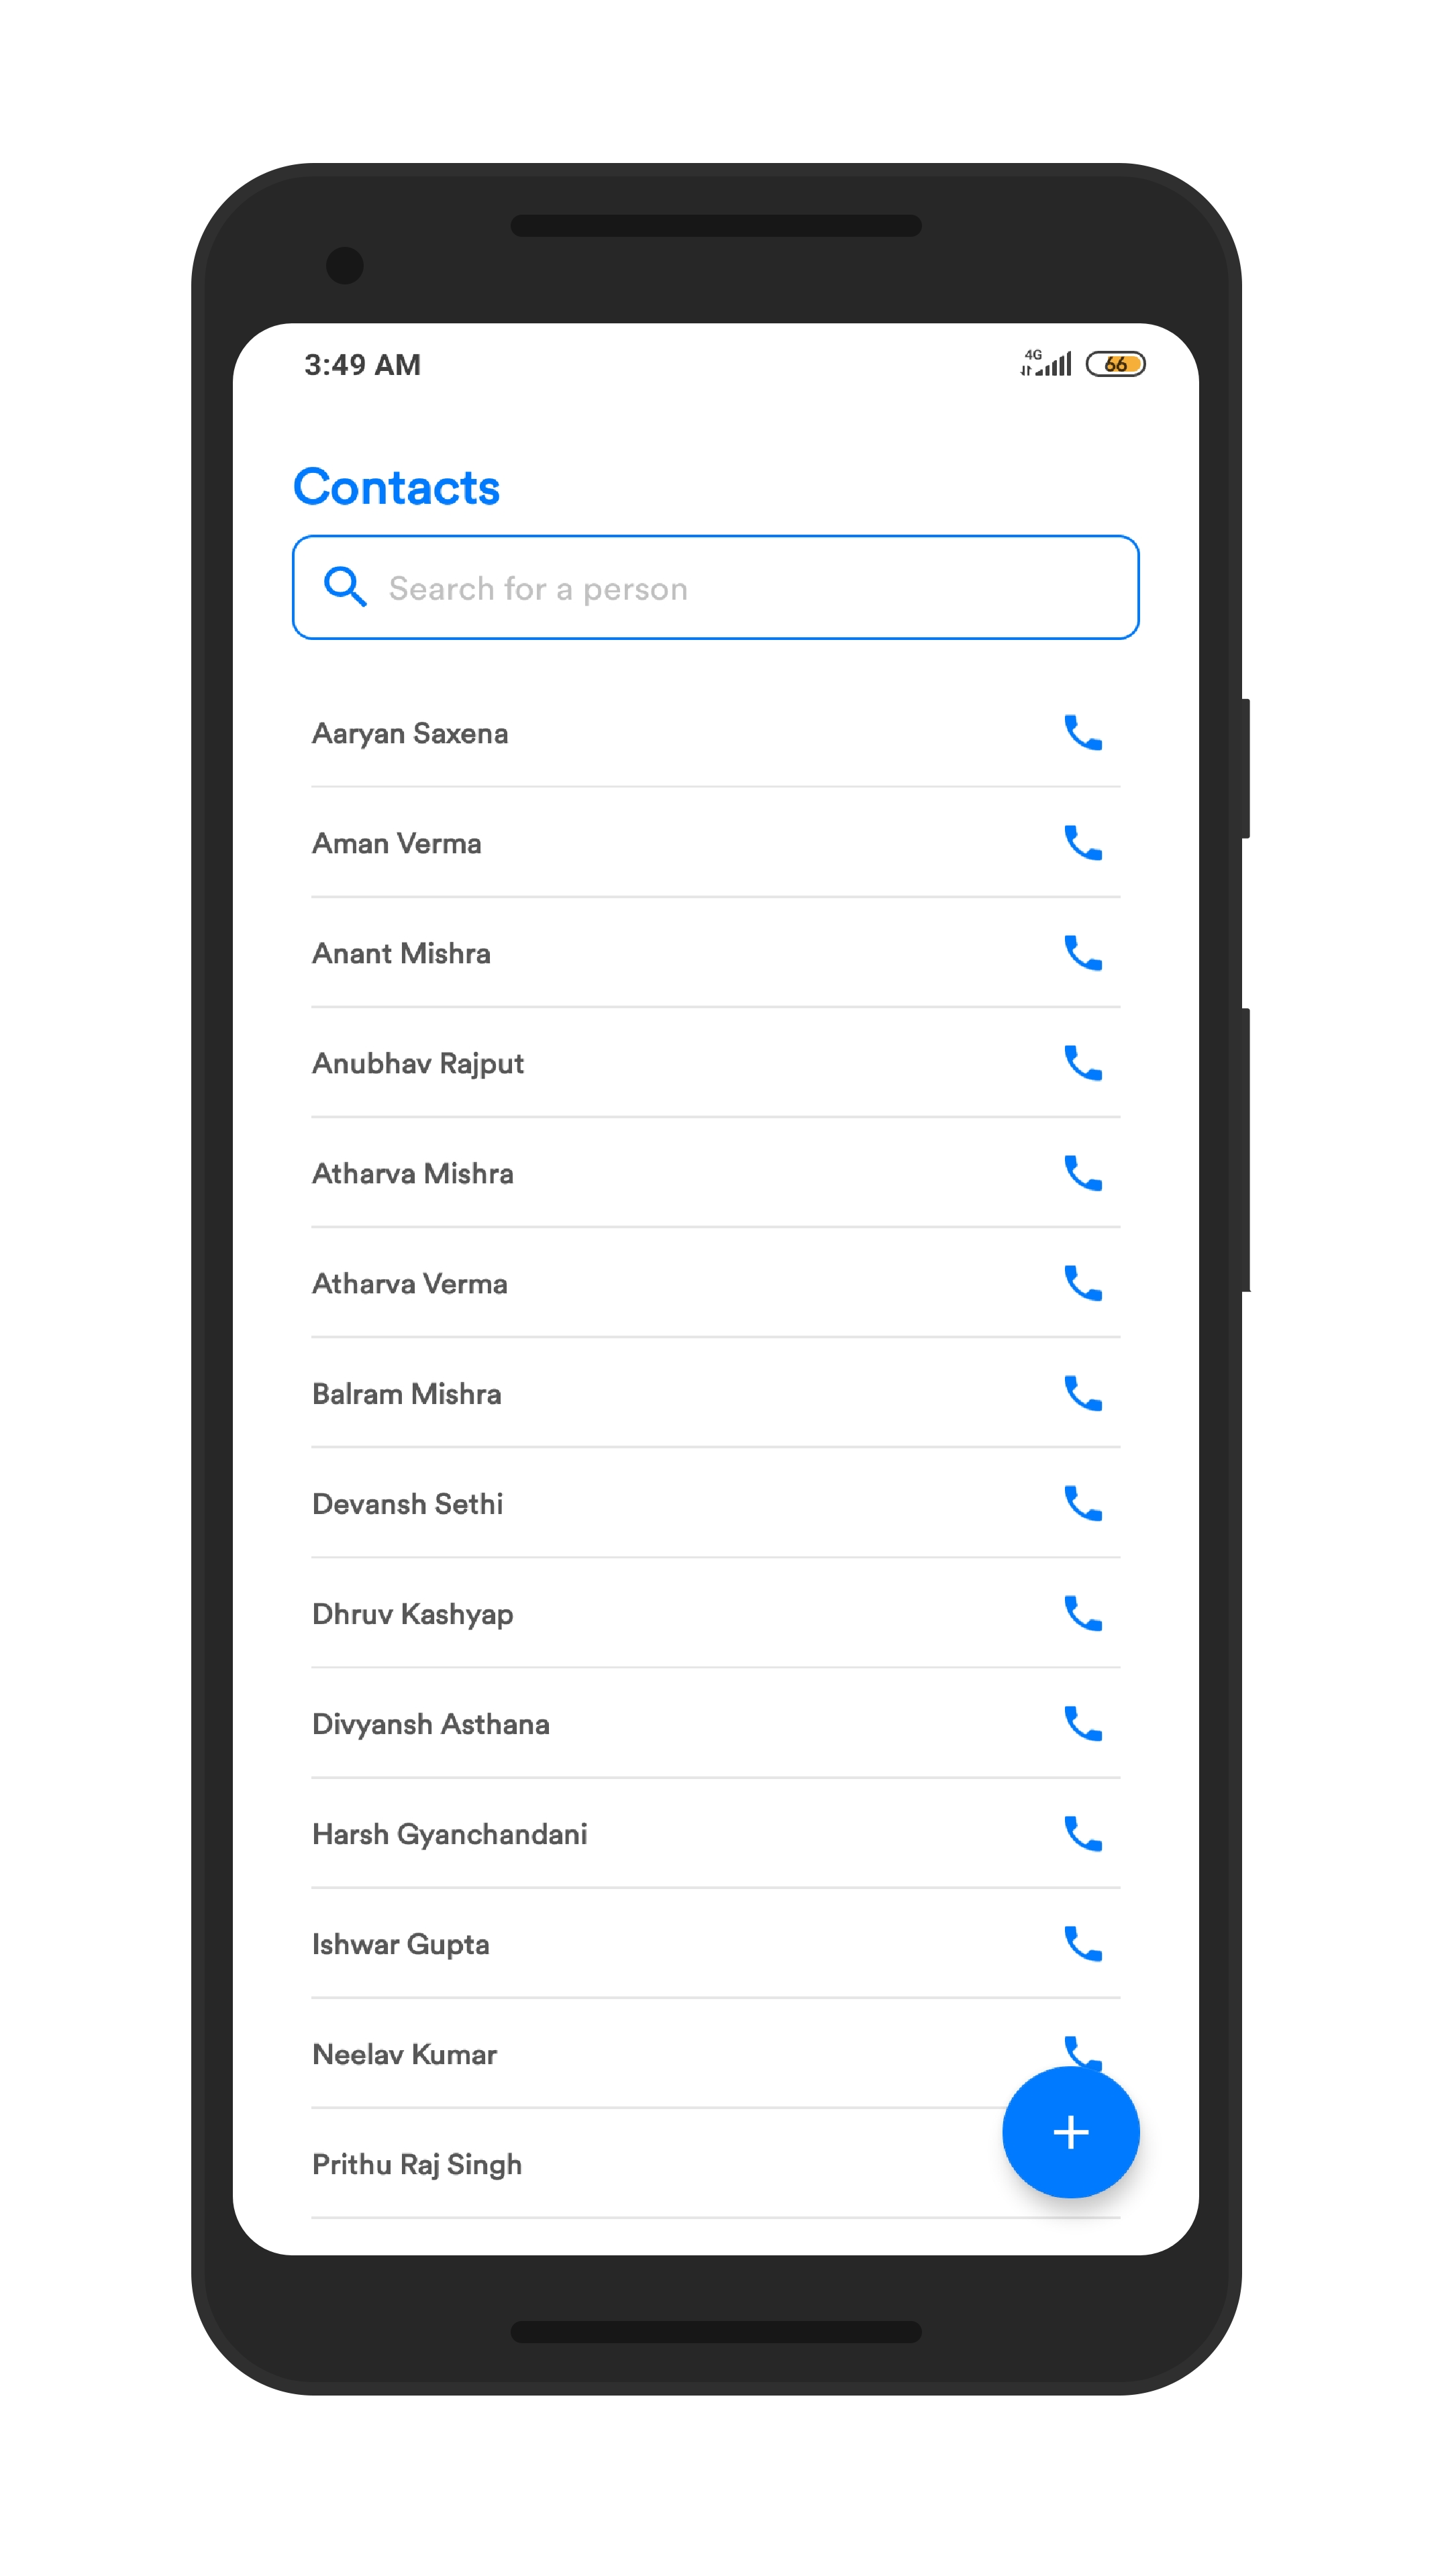 3:49 AM
4G
66
Contacts
Search for a person
Aaryan Saxena
Aman Verma
Anant Mishra
Anubhav Rajput
Atharva Mishra
Atharva Verma
Balram Mishra
Devansh Sethi
Dhruv Kashyap
Divyansh Asthana
Harsh Gyanchandani
Ishwar Gupta
Neelav Kumar
Prithu Raj Singh